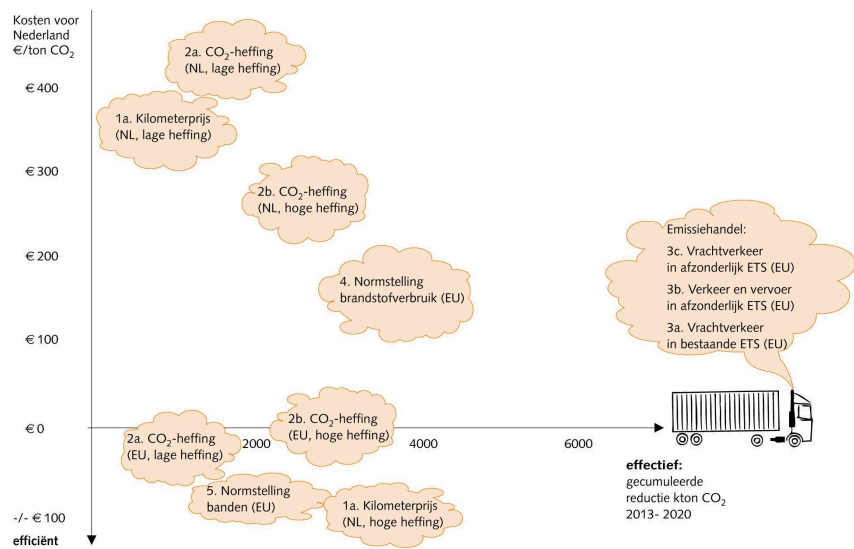 Kosten voor
Nederland
€/ton CO₂
2a. CO₂-heffing
(NL, lage heffing)
€ 400
1a. Kilometerprijs
(NL, lage heffing)
€ 300
2b. CO₂-heffing
(NL, hoge heffing)
Emissiehandel:
3c. Vrachtverkeer
in afzonderlijk ETS (EU)
3b. Verkeer en vervoer
in afzonderlijk ETS (EU)
3a. Vrachtverkeer
in bestaande ETS (EU)
€ 200
4. Normstelling
brandstofverbruik (EU)
€ 100
€ 0
2b. CO₂-heffing
(EU, hoge heffing)
2a. CO₂-heffing
(EU, lage heffing)
2000
4000
6000
effectief:
gecumuleerde
reductie kton CO₂
2013- 2020
5. Normstelling
banden (EU)
1a. Kilometerprijs
(NL, hoge heffing)
-/- € 100
efficiënt